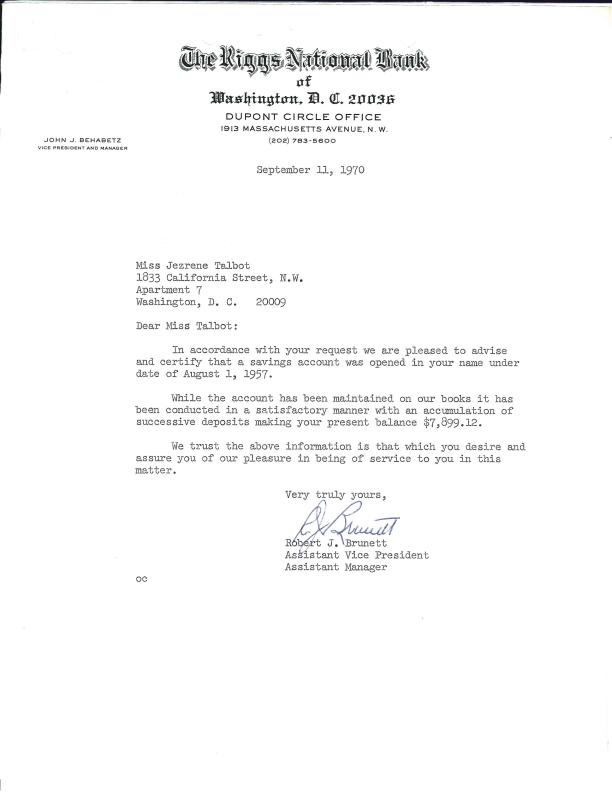 The Riggs National Bank
of
Washington, D. C. 20036
DUPONT CIRCLE OFFICE
1913 MASSACHUSETTS AVENUE, N.W.
(202) 783-5600
JOHN J. BEHABETZ
VICE PRESIDENT AND MANAGER
September 11, 1970
Miss Jezrene Talbot
1833 California Street, N.W.
Apartment 7
Washington, D. C. 20009
Dear Miss Talbot:
In accordance with your request we are pleased to advise
and certify that a savings account was opened in your name under
date of August 1, 1957.
While the account has been maintained on our books it has
been conducted in a satisfactory manner with an accumulation of
successive deposits making your present balance $7,899.12.
We trust the above information is that which you desire and
assure you of our pleasure in being of service to you in this
matter.
Very truly yours,
RJ Brunett
Robert J. Brunett
Assistant Vice President
Assistant Manager
oc